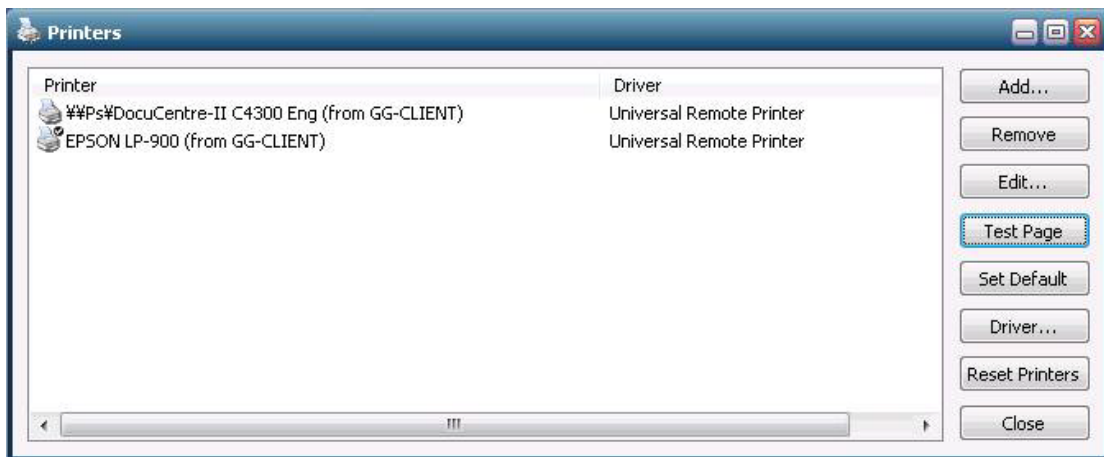 Printers
Printer Driver
¥¥Ps¥DocuCentre-II C4300 Eng (from GG-CLIENT) Universal Remote Printer
EPSON LP-900 (from GG-CLIENT) Universal Remote Printer
Add...
Remove
Edit...
Test Page
Set Default
Driver...
Reset Printers
Close